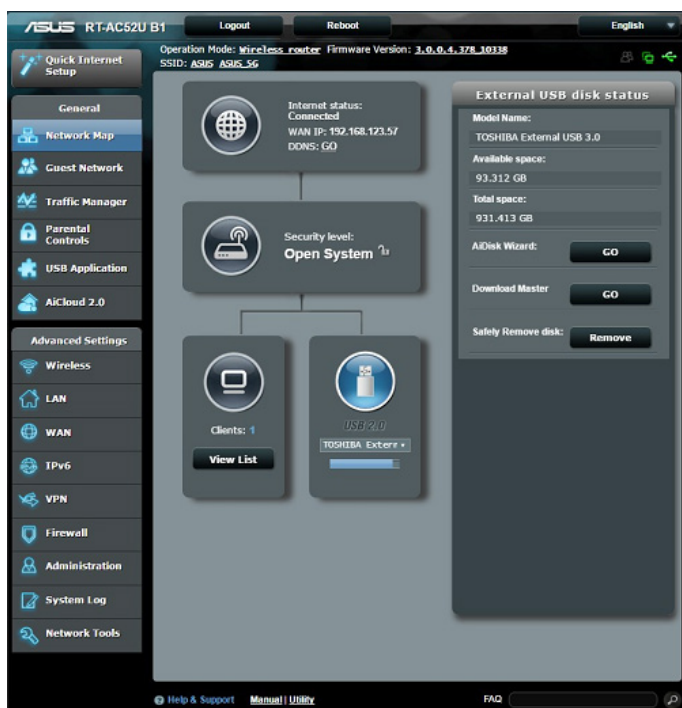 ASUS RT-AC52U B1 Logout Reboot English
Quick Internet Setup
Operation Mode: Wireless router Firmware Version: 3.0.0.4.378_10338
SSID: ASUS ASUS_5G
General
Network Map
Guest Network
Traffic Manager
Parental Controls
USB Application
AiCloud 2.0
Advanced Settings
Wireless
LAN
WAN
IPv6
VPN
Firewall
Administration
System Log
Network Tools
Internet status:
Connected
WAN IP: 192.168.123.57
DDNS: GO
Security level:
Open System
Clients: 1
View List
USB 2.0
TOSHIBA Extern
External USB disk status
Model Name:
TOSHIBA External USB 3.0
Available space:
93.312 GB
Total space:
931.413 GB
AiDisk Wizard: GO
Download Master GO
Safely Remove disk: Remove
Help & Support Manual | Utility FAQ